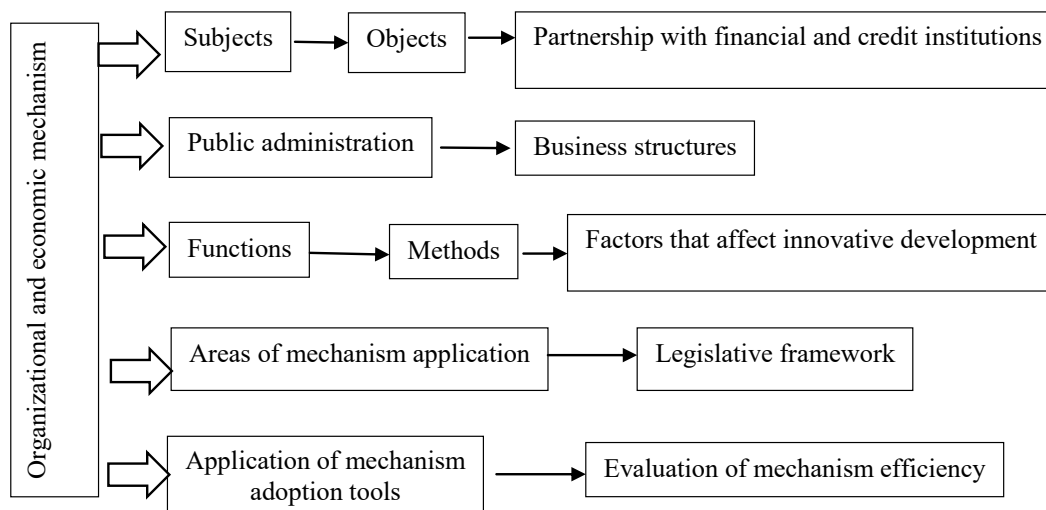 Organizational and economic mechanism
Subjects
Objects
Partnership with financial and credit institutions
Public administration
Business structures
Functions
Methods
Factors that affect innovative development
Areas of mechanism application
Legislative framework
Application of mechanism
adoption tools
Evaluation of mechanism efficiency